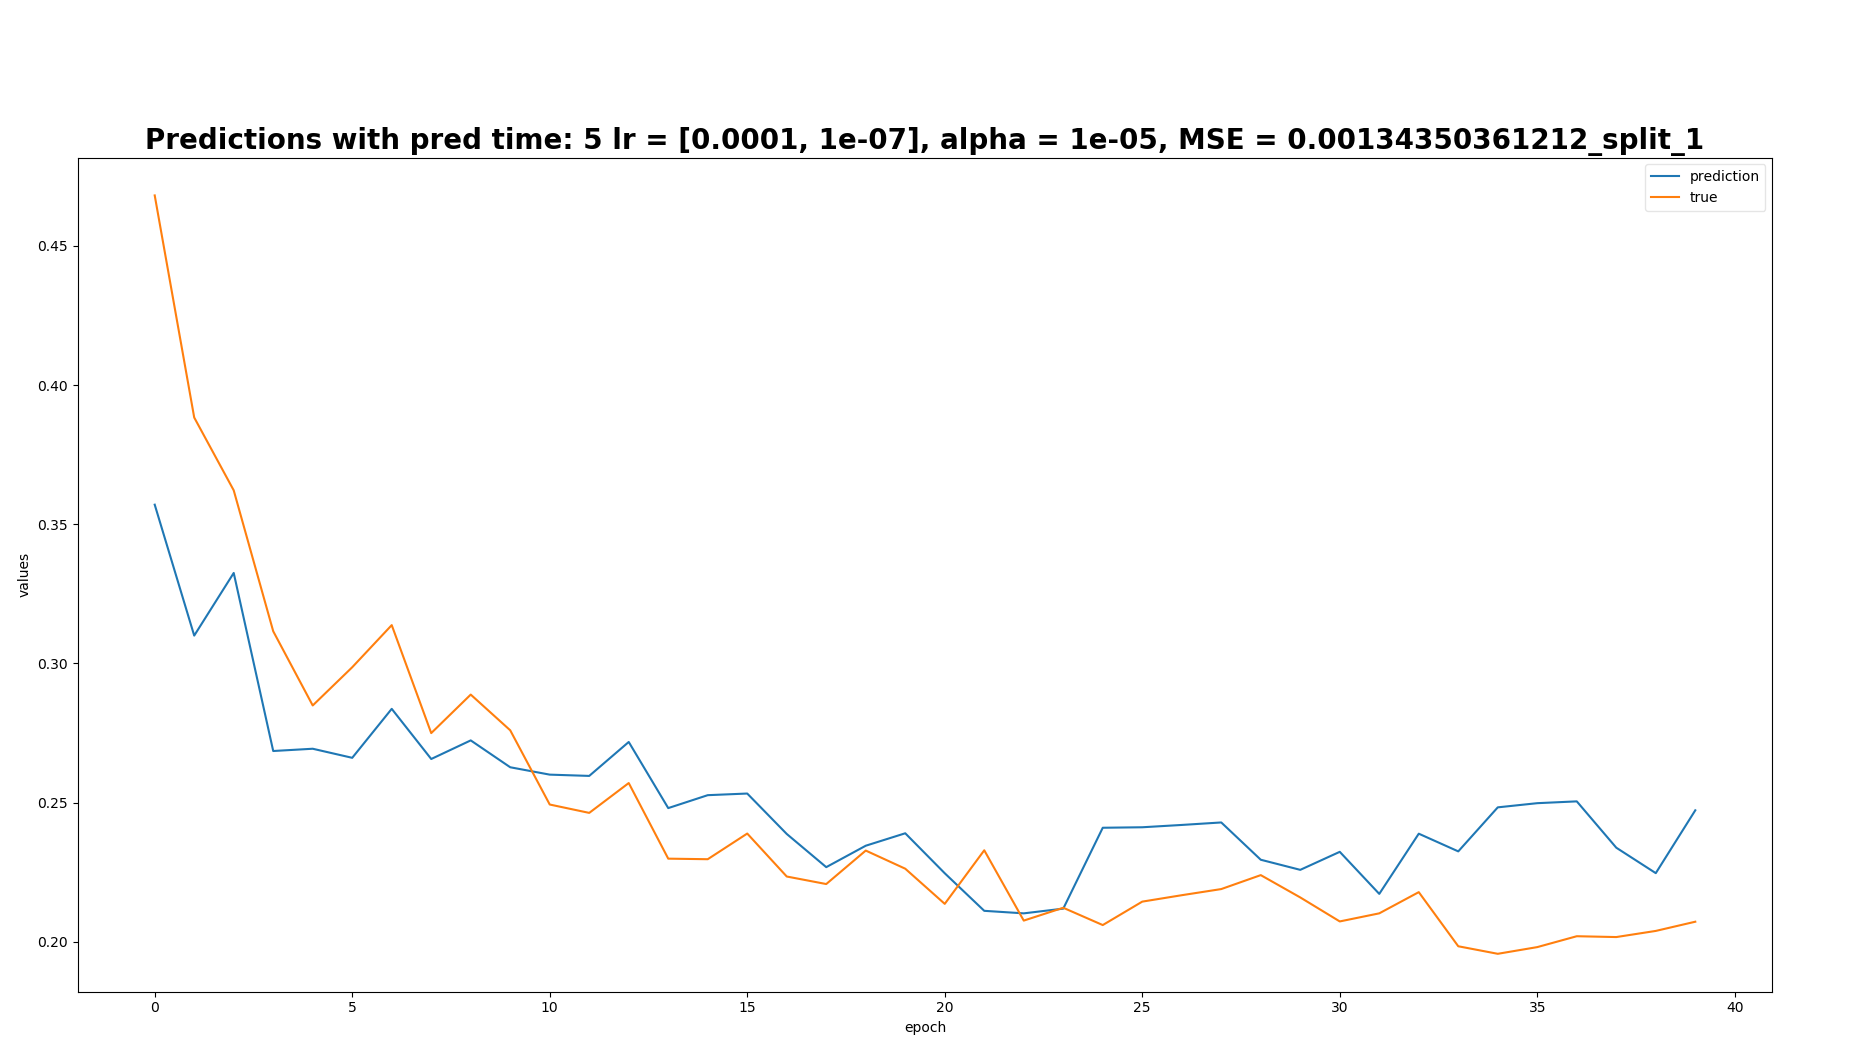 Predictions with pred time: 5 lr = [0.0001, 1e-07], alpha = 1e-05, MSE = 0.00134350361212_split_1
prediction
true
0.45
0.40
0.35
0.30
0.25
0.20
values
0 5 10 15 20 25 30 35 40
epoch